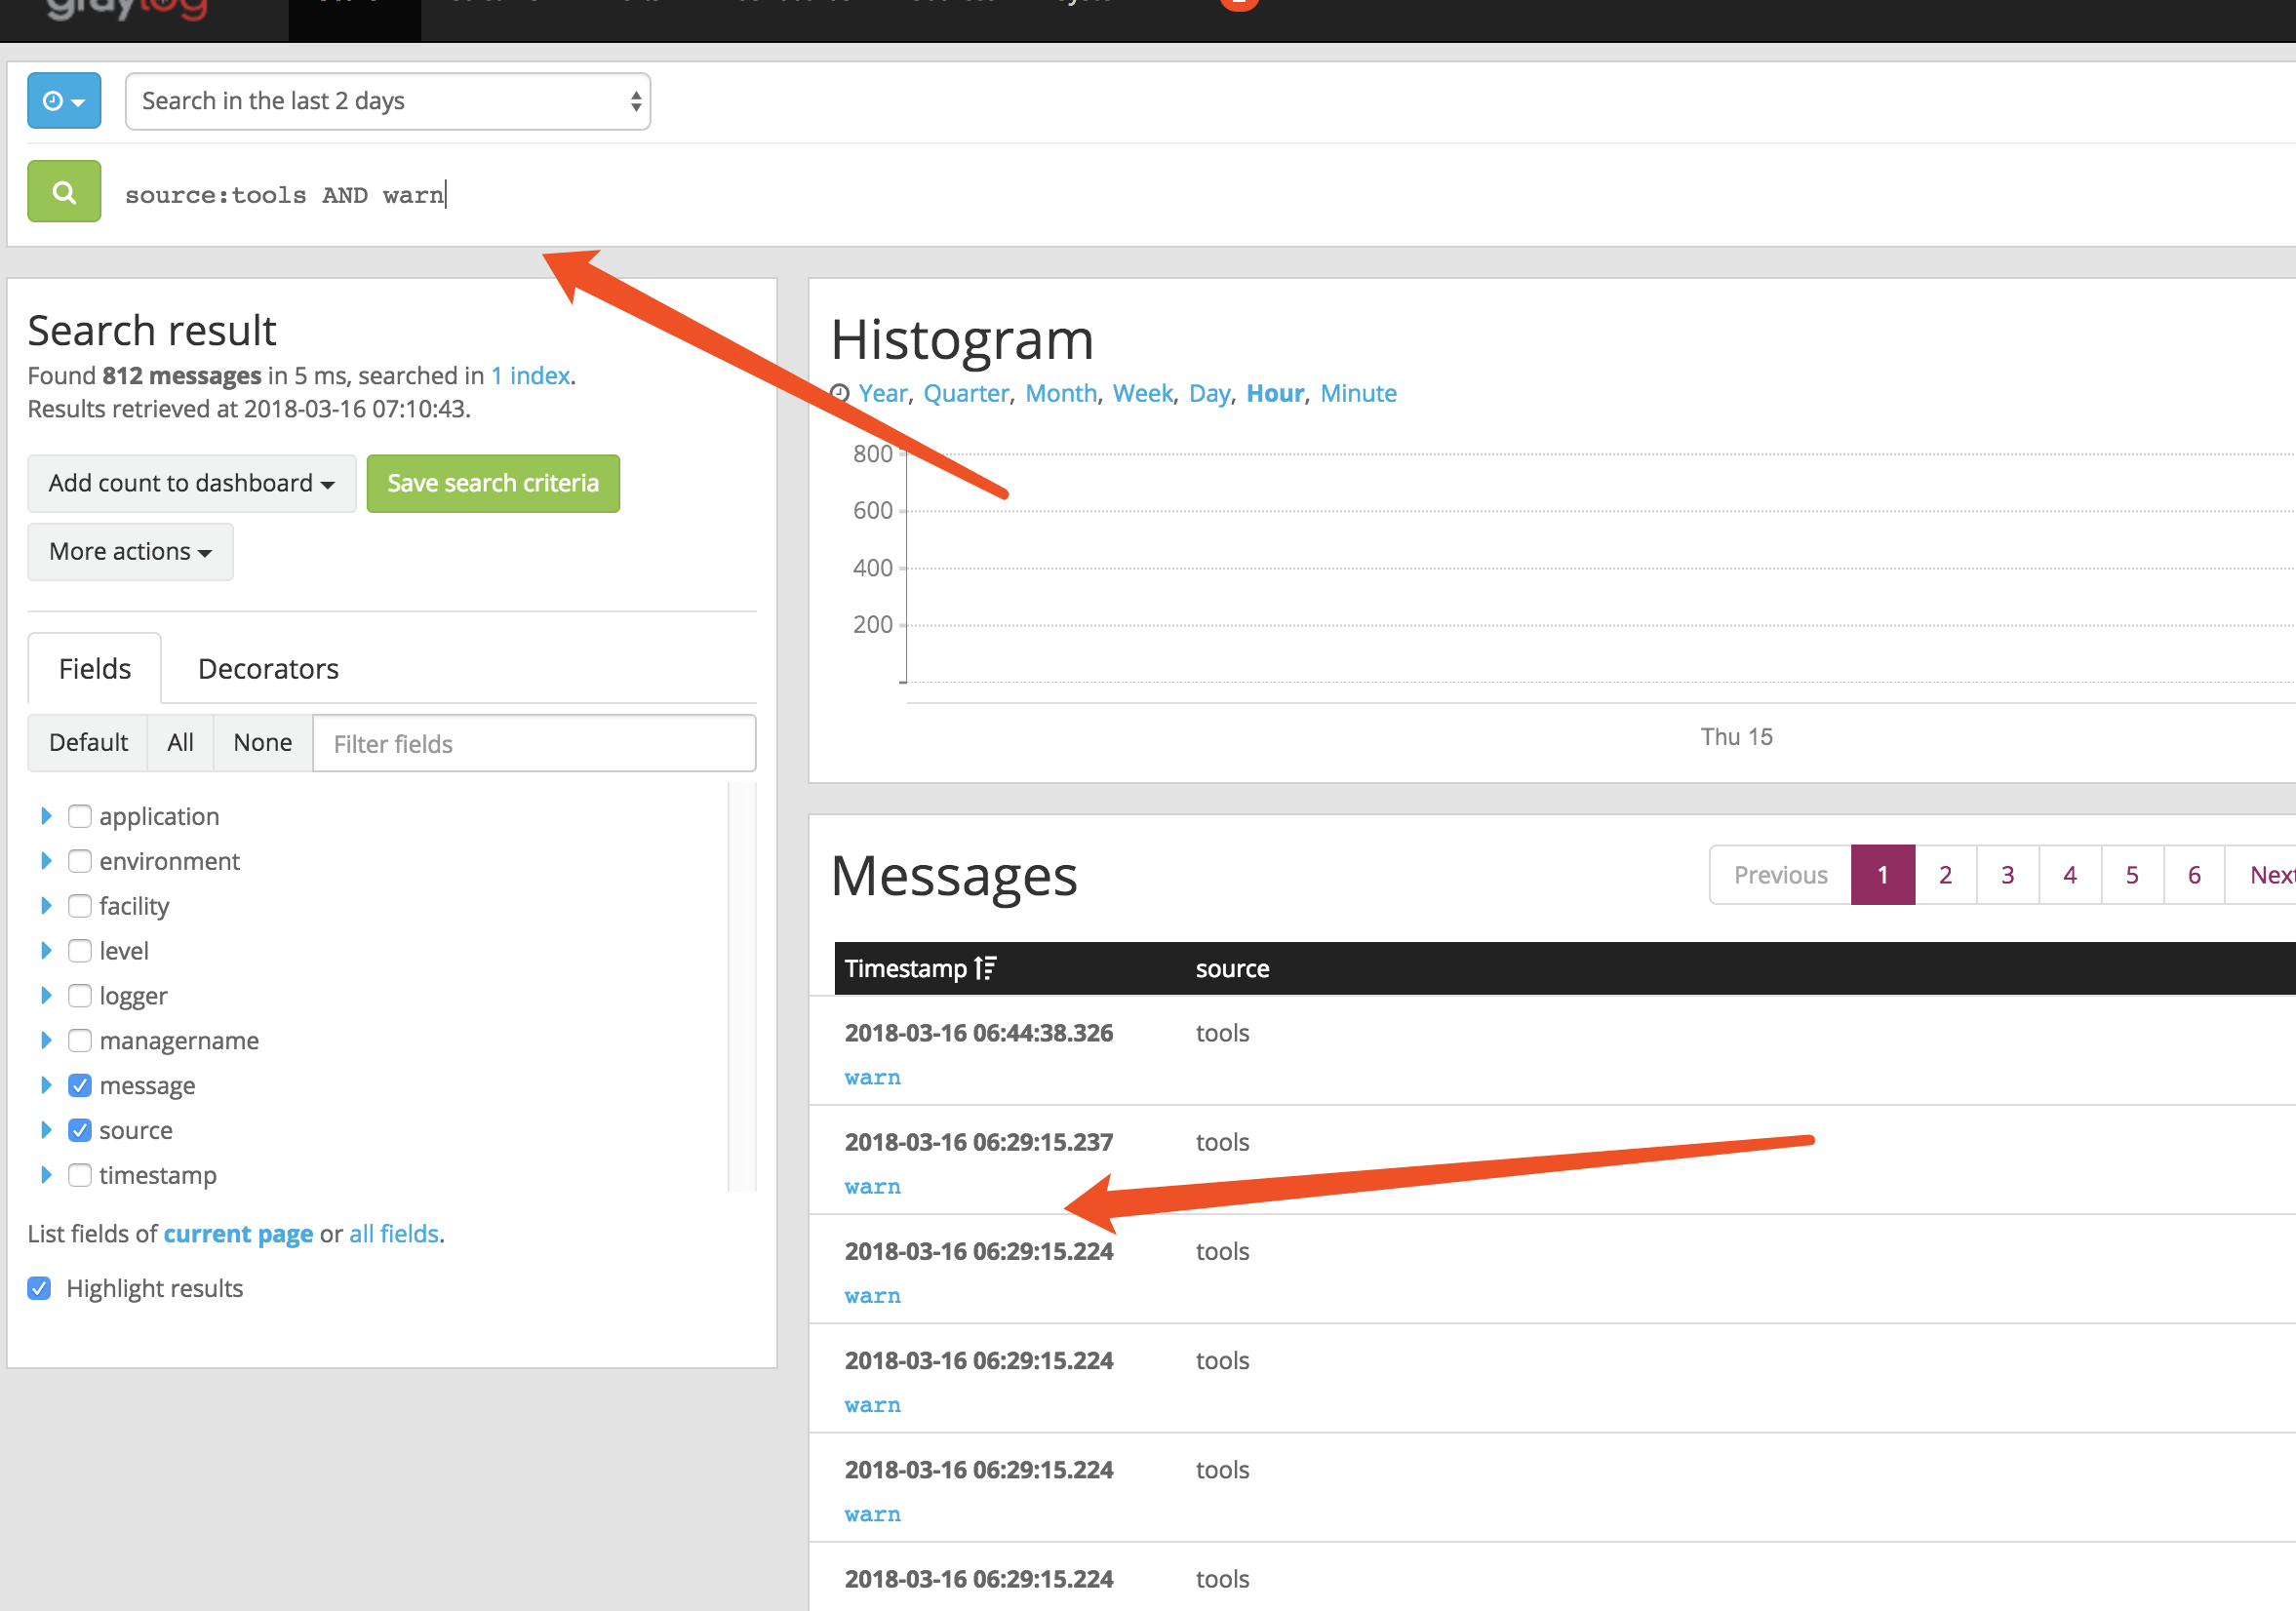 graylog
Search in the last 2 days
source:tools AND warn
Search result
Found 812 messages in 5 ms, searched in 1 index.
Results retrieved at 2018-03-16 07:10:43.
Add count to dashboard
Save search criteria
More actions
Fields
Decorators
Default
All
None
Filter fields
application
environment
facility
level
logger
managername
message
source
timestamp
List fields of current page or all fields.
Highlight results
Histogram
Year, Quarter, Month, Week, Day, Hour, Minute
800
600
400
200
Thu 15
Messages
Previous 1 2 3 4 5 6 Next
Timestamp source
2018-03-16 06:44:38.326 tools
warn
2018-03-16 06:29:15.237 tools
warn
2018-03-16 06:29:15.224 tools
warn
2018-03-16 06:29:15.224 tools
warn
2018-03-16 06:29:15.224 tools
warn
2018-03-16 06:29:15.224 tools